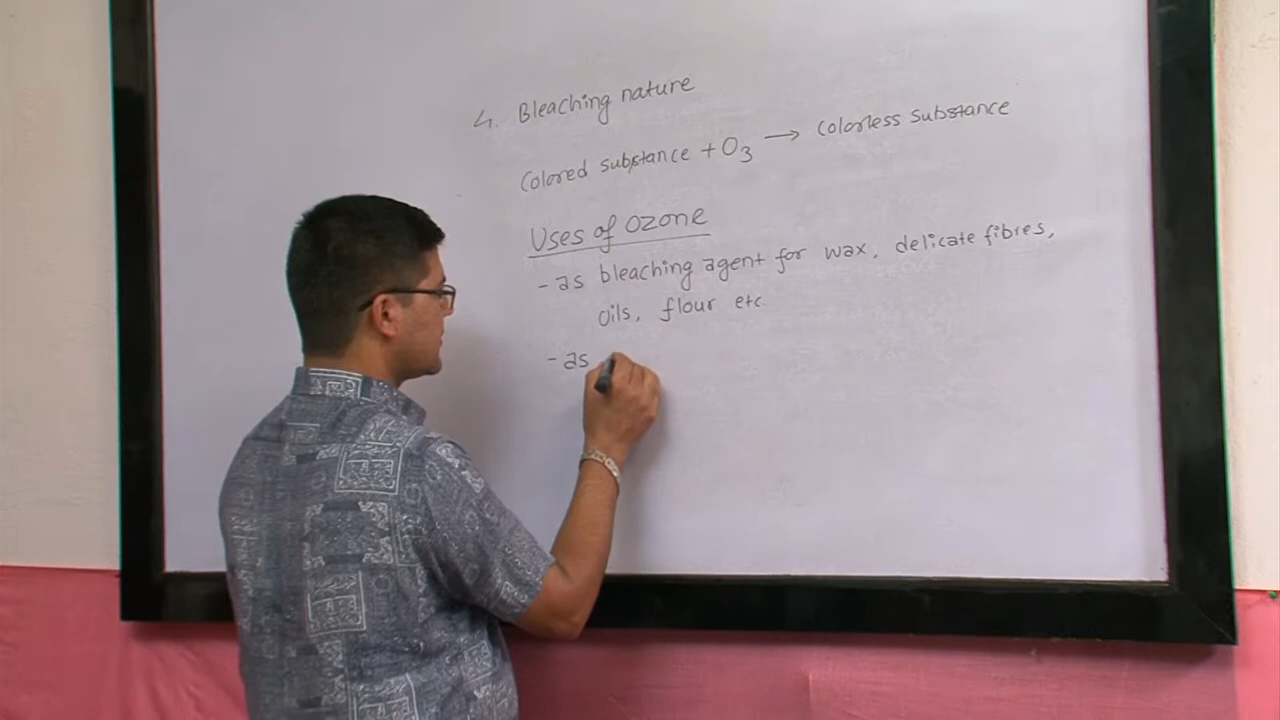 4. Bleaching nature
Colored substance + O₃ → Colorless Substance
Uses of Ozone
- as bleaching agent for wax, delicate fibres,
oils, flour etc.
- as